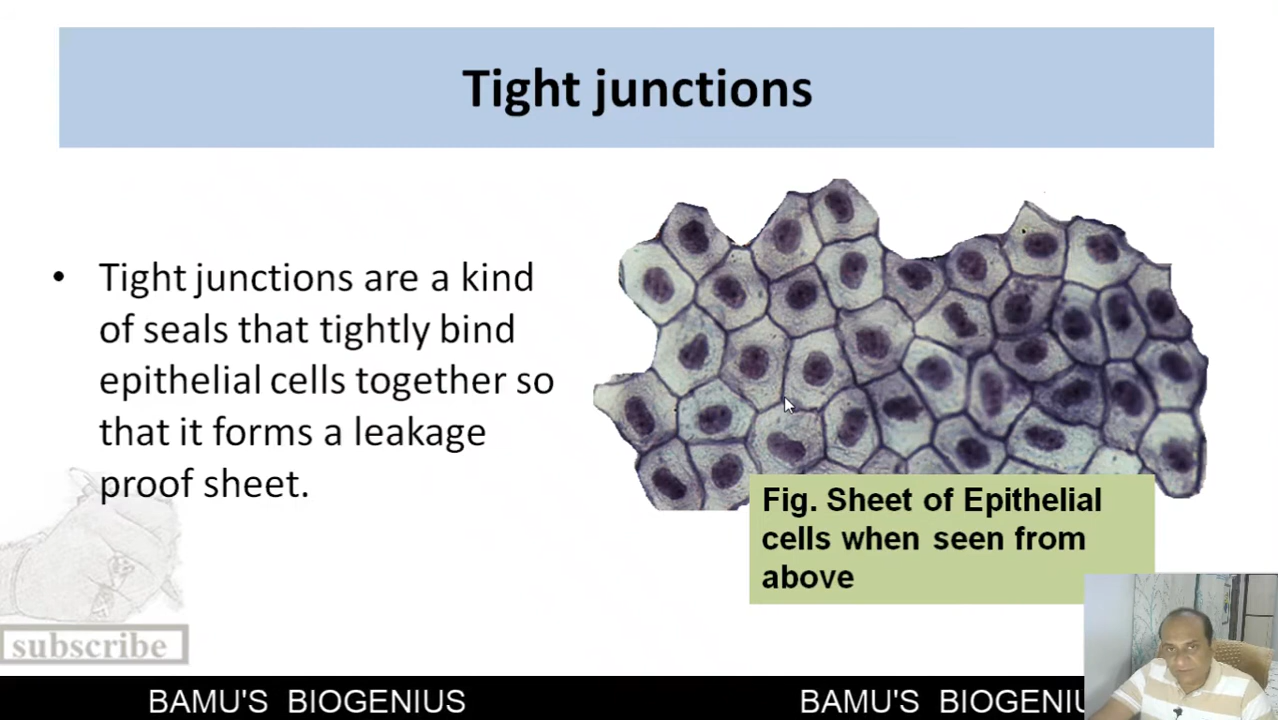 Tight junctions
• Tight junctions are a kind
of seals that tightly bind
epithelial cells together so
that it forms a leakage
proof sheet.
Fig. Sheet of Epithelial
cells when seen from
above
subscribe
BAMU'S BIOGENIUS
BAMU'S BIOGENIU